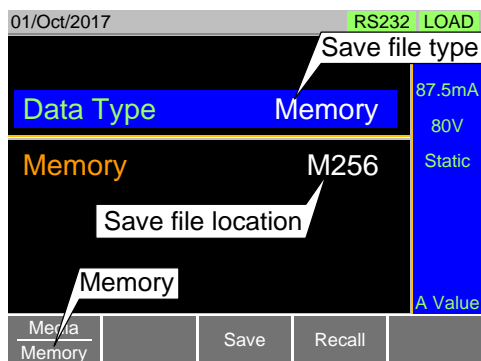 01/Oct/2017 RS232 LOAD
Save file type
Data Type Memory
87.5mA
80V
Memory M256
Static
Save file location
Memory
A Value
Media
Memory
Save
Recall